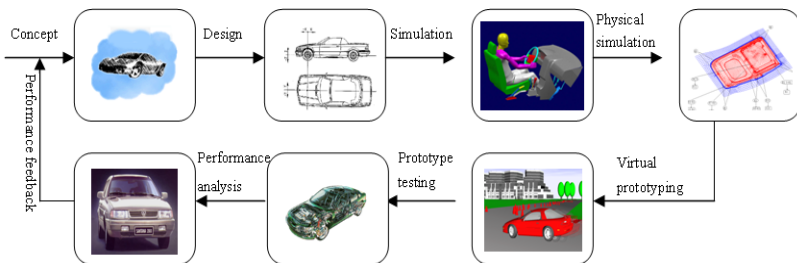 Concept
Design
Simulation
Physical
simulation
Performance feedback
Performance
analysis
Prototype
testing
Virtual
prototyping